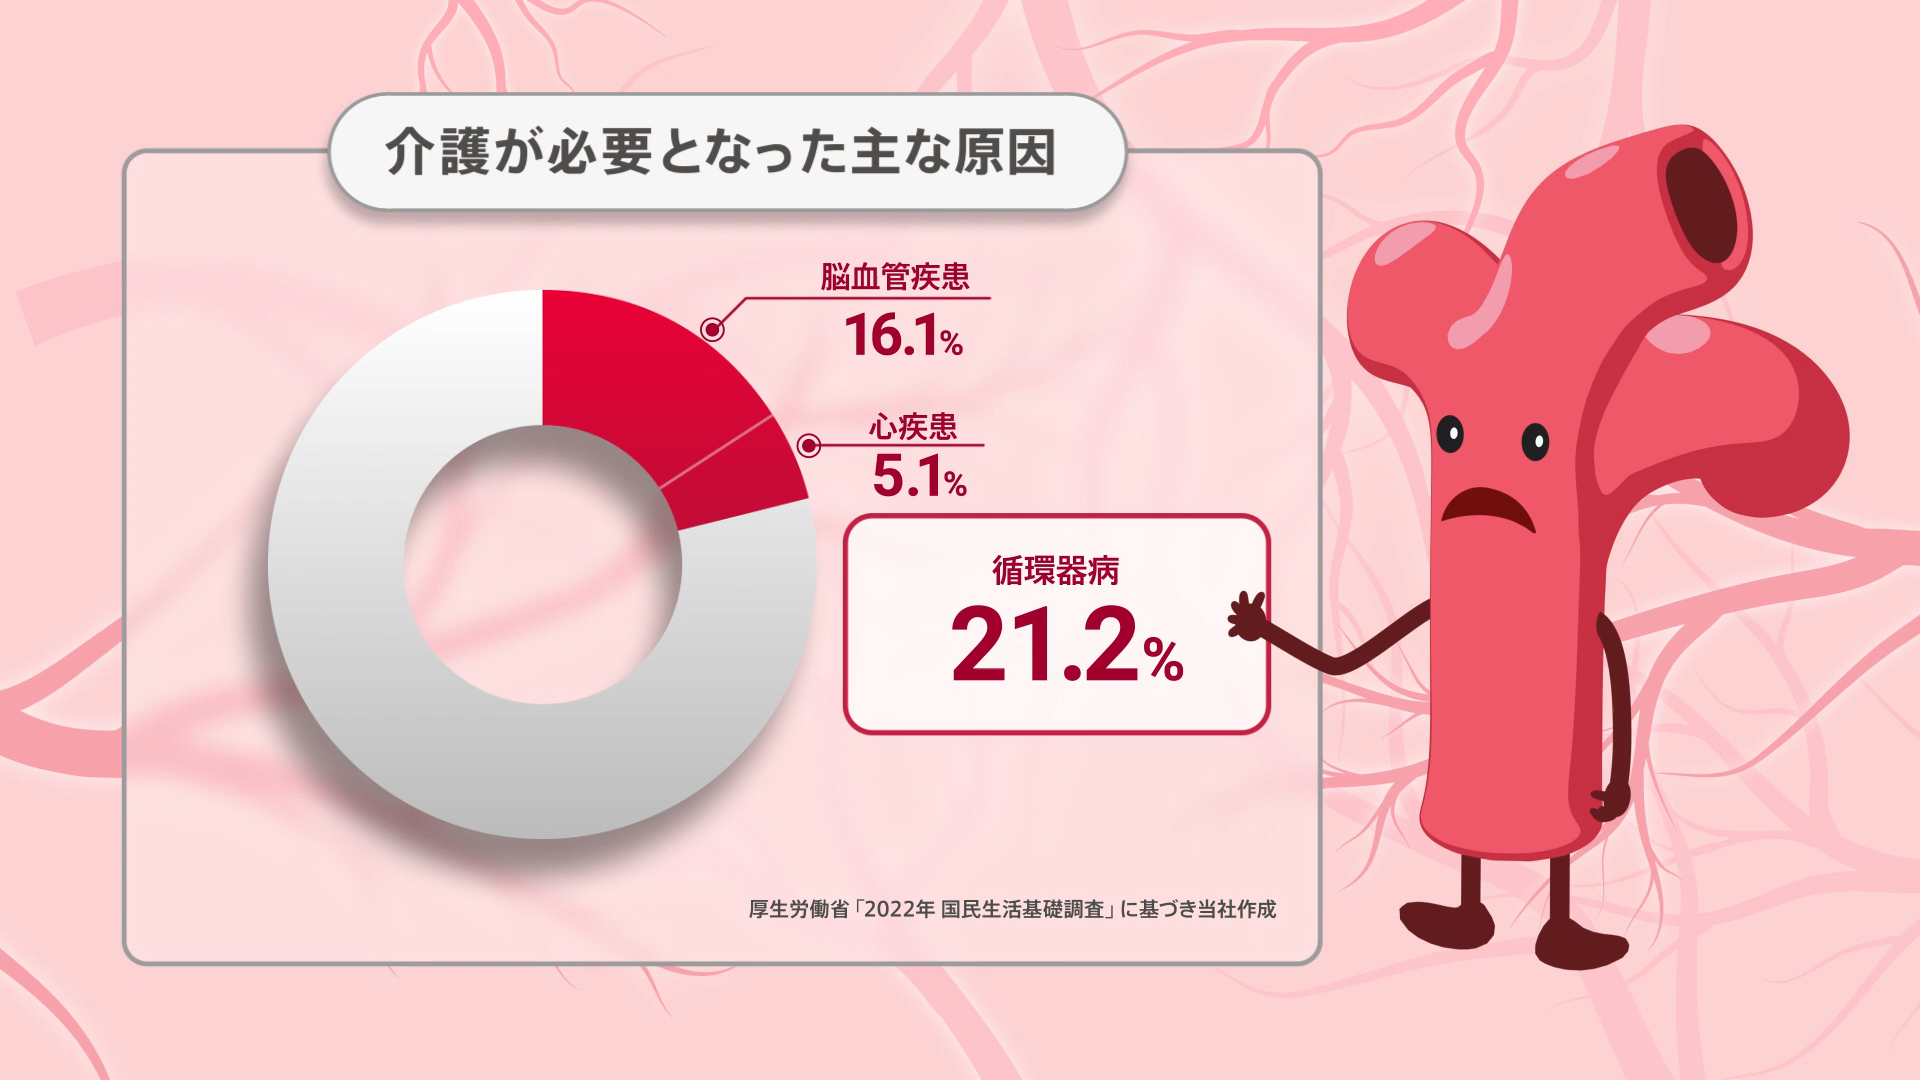 介護が必要となった主な原因
脳血管疾患
16.1%
心疾患
5.1%
循環器病
21.2%
厚生労働省「2022年 国民生活基礎調査」に基づき当社作成